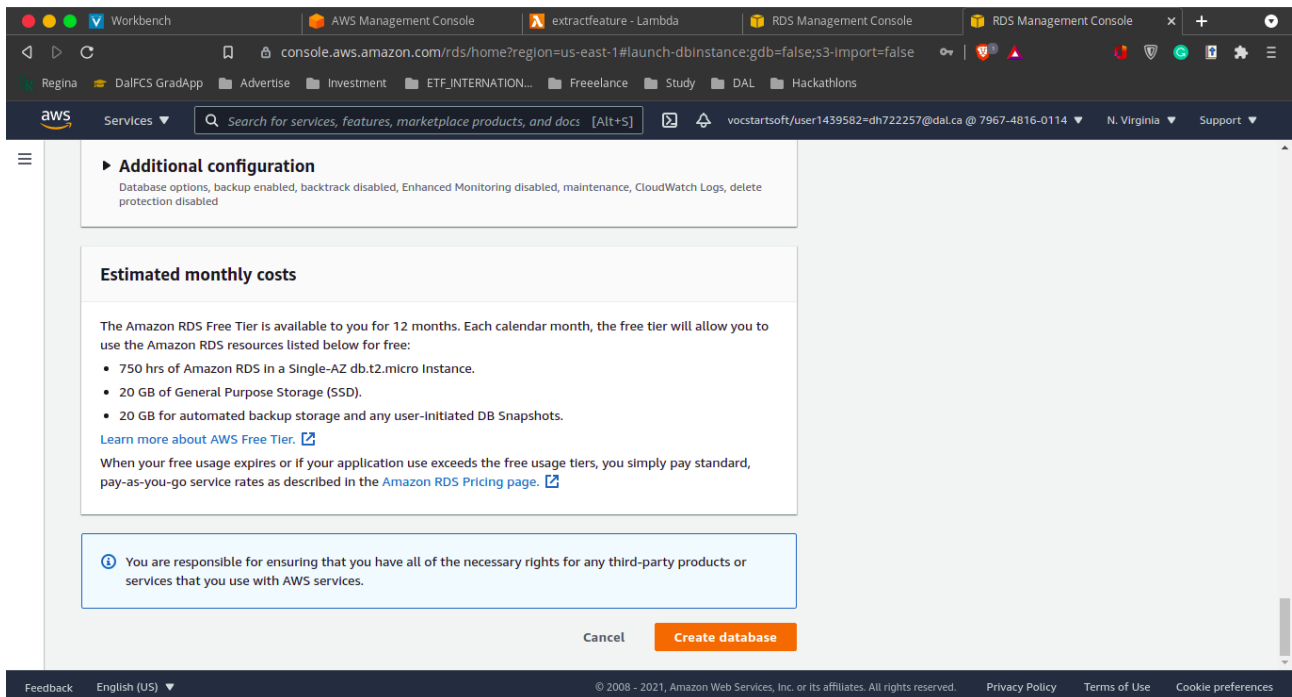 Workbench
AWS Management Console
extractfeature - Lambda
RDS Management Console
RDS Management Console
console.aws.amazon.com/rds/home?region=us-east-1#launch-dbinstance:gdb=false;s3-import=false
Regina
DalFCS GradApp
Advertise
Investment
ETF_INTERNATION...
Freeelance
Study
DAL
Hackathlons
aws
Services ▼
Search for services, features, marketplace products, and docs [Alt+S]
vocstartsoft/user1439582=dh722257@dal.ca @ 7967-4816-0114 ▼
N. Virginia ▼
Support ▼
Additional configuration
Database options, backup enabled, backtrack disabled, Enhanced Monitoring disabled, maintenance, CloudWatch Logs, delete
protection disabled
Estimated monthly costs
The Amazon RDS Free Tier is available to you for 12 months. Each calendar month, the free tier will allow you to
use the Amazon RDS resources listed below for free:
• 750 hrs of Amazon RDS in a Single-AZ db.t2.micro Instance.
• 20 GB of General Purpose Storage (SSD).
• 20 GB for automated backup storage and any user-initiated DB Snapshots.
Learn more about AWS Free Tier.
When your free usage expires or if your application use exceeds the free usage tiers, you simply pay standard,
pay-as-you-go service rates as described in the Amazon RDS Pricing page.
You are responsible for ensuring that you have all of the necessary rights for any third-party products or
services that you use with AWS services.
Cancel
Create database
Feedback
English (US) ▼
© 2008 - 2021, Amazon Web Services, Inc. or its affiliates. All rights reserved.
Privacy Policy
Terms of Use
Cookie preferences